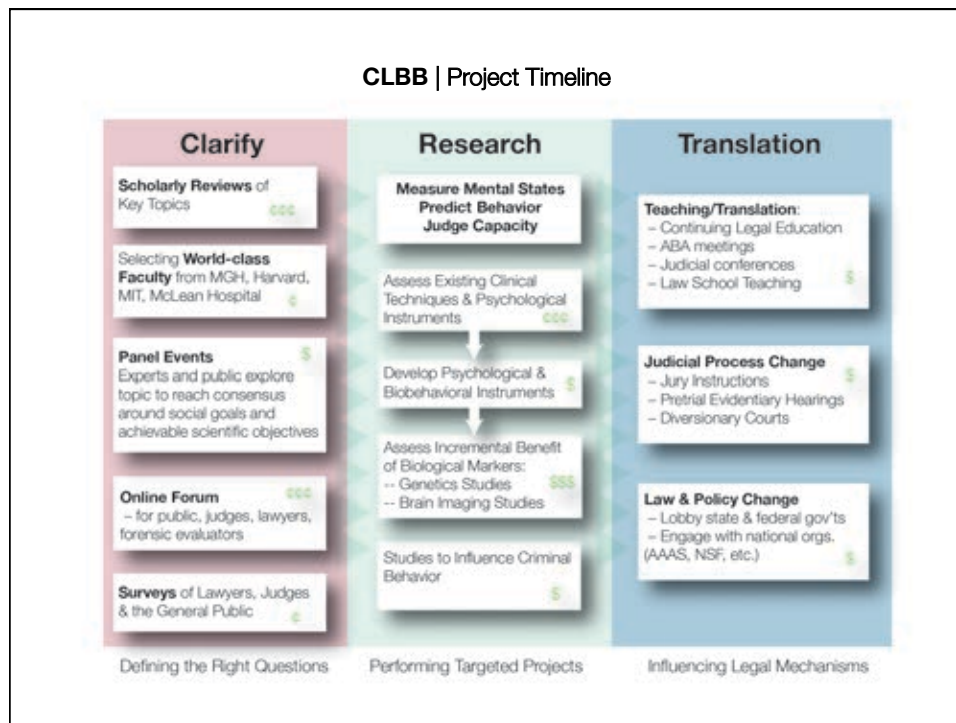 CLBB | Project Timeline
Clarify
Scholarly Reviews of
Key Topics
¢¢¢
Selecting World-class
Faculty from MGH, Harvard,
MIT, McLean Hospital
¢
Panel Events
$
Experts and public explore
topic to reach consensus
around social goals and
achievable scientific objectives
Online Forum
¢¢¢
– for public, judges, lawyers,
forensic evaluators
Surveys of Lawyers, Judges
& the General Public
¢
Defining the Right Questions
Research
Measure Mental States
Predict Behavior
Judge Capacity
Assess Existing Clinical
Techniques & Psychological
Instruments
¢¢¢
Develop Psychological &
Biobehavioral Instruments
$
Assess Incremental Benefit
of Biological Markers:
-- Genetics Studies
-- Brain Imaging Studies
$$$
Studies to Influence Criminal
Behavior
$
Performing Targeted Projects
Translation
Teaching/Translation:
– Continuing Legal Education
– ABA meetings
– Judicial conferences
– Law School Teaching
$
Judicial Process Change
– Jury Instructions
$
– Pretrial Evidentiary Hearings
– Diversionary Courts
Law & Policy Change
– Lobby state & federal gov'ts
– Engage with national orgs.
(AAAS, NSF, etc.)
$
Influencing Legal Mechanisms